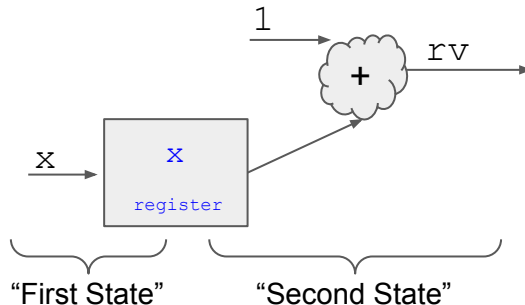 1
rv
+
x
x
register
“First State”
“Second State”